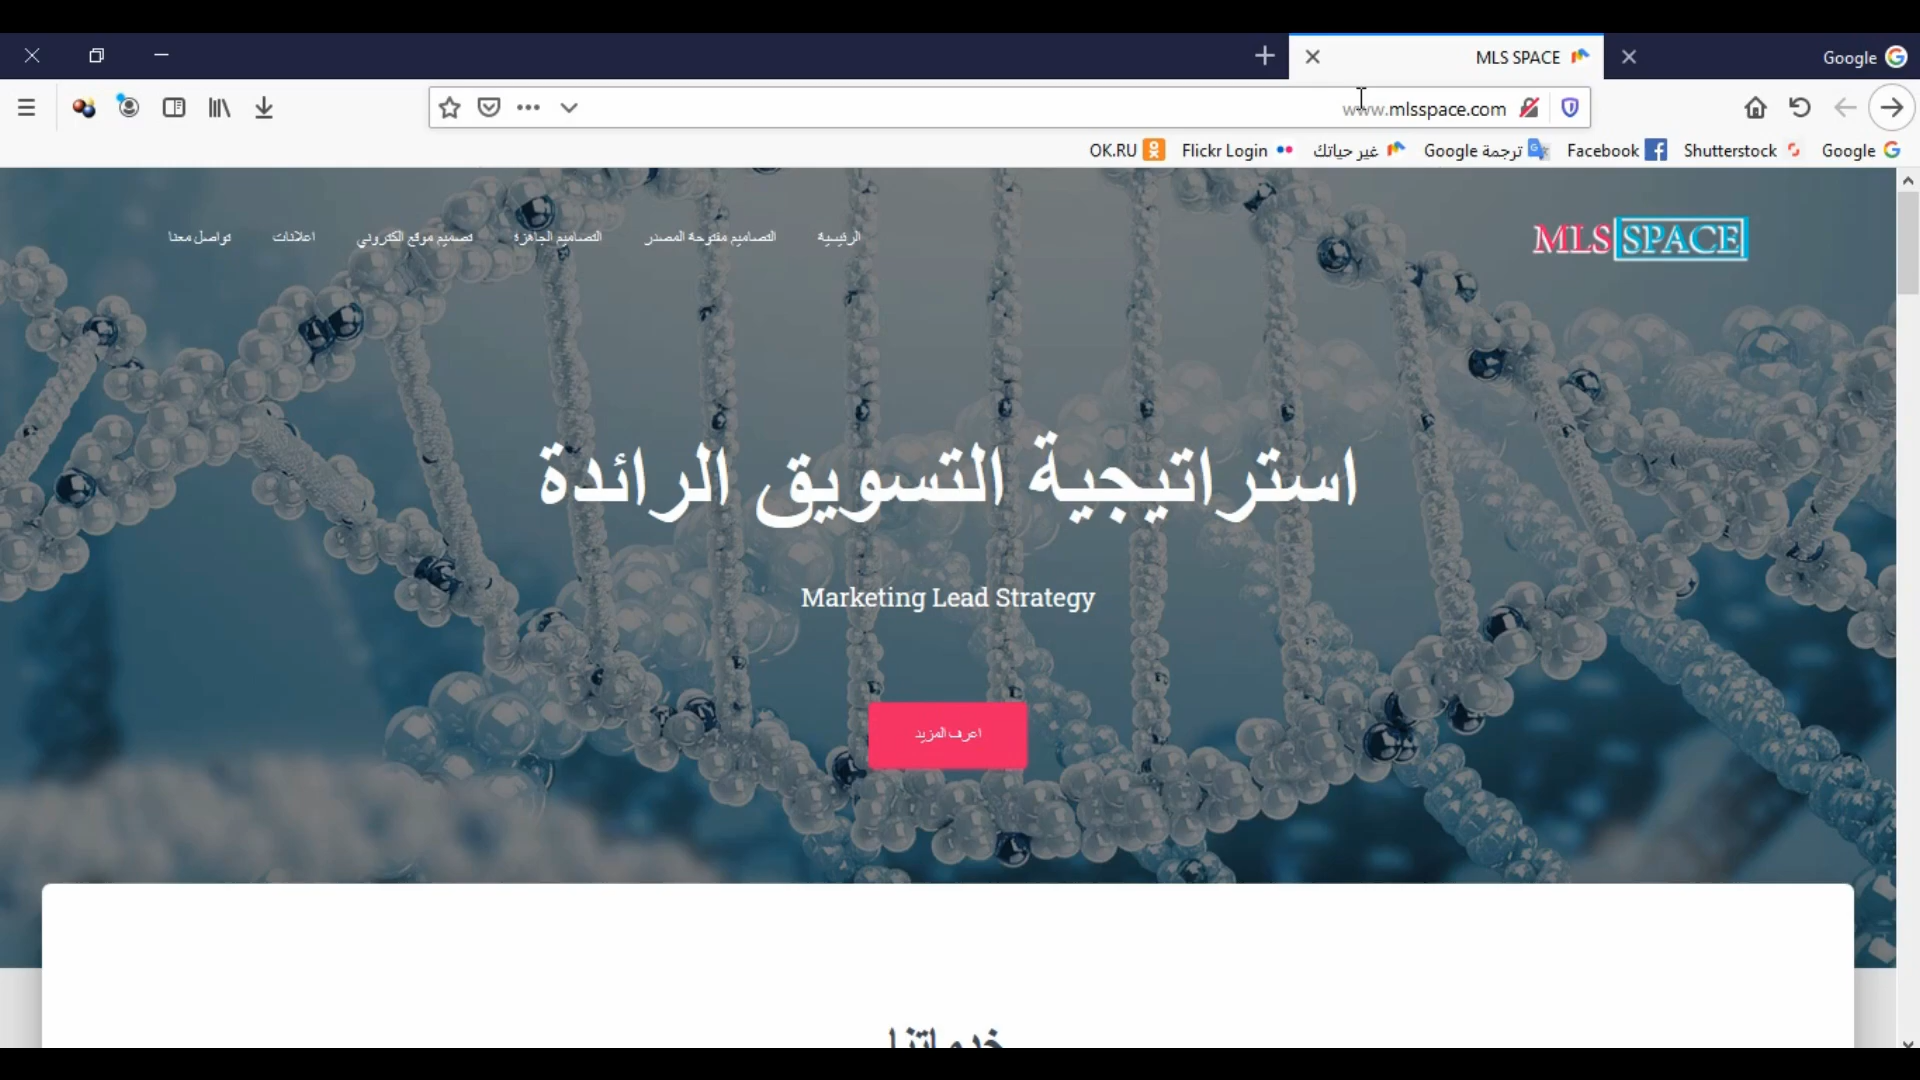 Google
MLS SPACE
www.mlsspace.com
Google
Shutterstock
Facebook
ترجمة Google
غير حياتك
Flickr Login
OK.RU
MLS SPACE
الرئيسية
التصاميم مفتوحة المصدر
التصاميم الجاهزة
تصميم موقع الكتروني
اعلانات
تواصل معنا
استراتيجية التسويق الرائدة
Marketing Lead Strategy
اعرف المزيد
خدماتنا